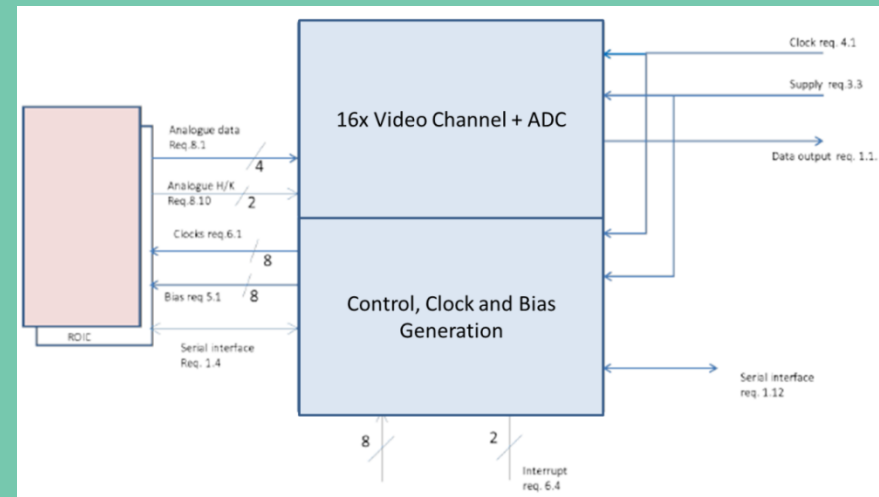 Clock req. 4.1
Supply req.3.3
16x Video Channel + ADC
Analogue data
Req.8.1
4
Data output req. 1.1.
Analogue H/K
Req.8.10
2
Clocks req.6.1
8
Bias req 5.1
8
Control, Clock and Bias
Generation
ROIC
Serial interface
Req. 1.4
Serial interface
req. 1.12
8
2
Interrupt
req. 6.4